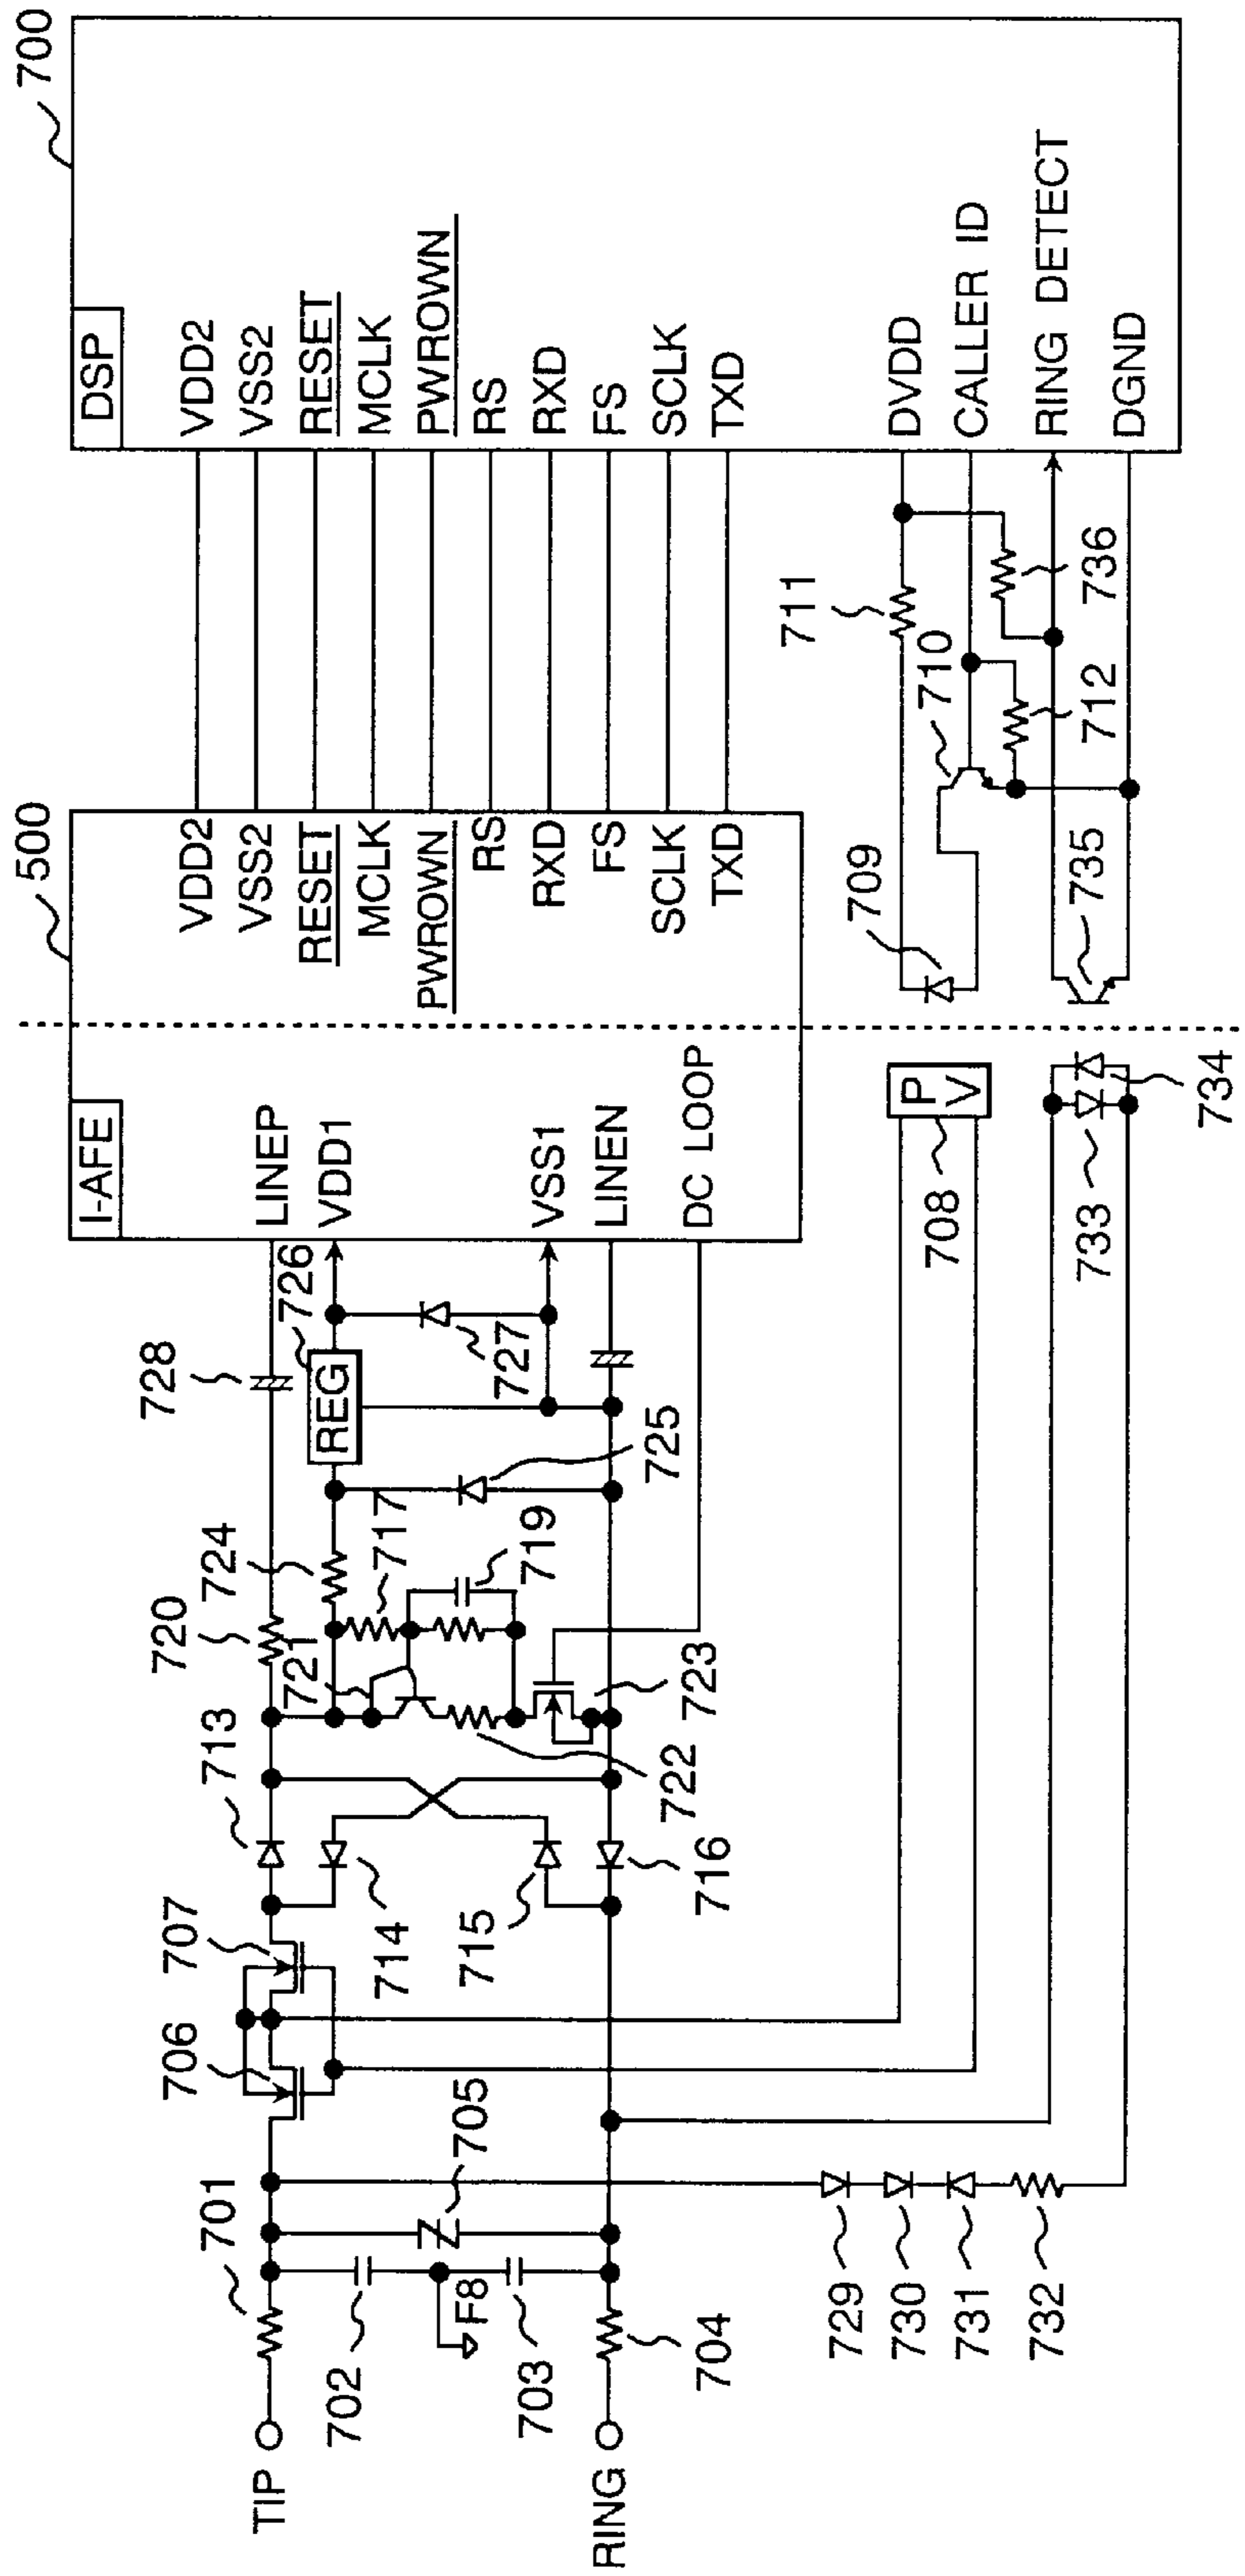 700
DSP
VDD2
VSS2
RESET
MCLK
PWROWN
RS
RXD
FS
SCLK
TXD
DVDD
CALLER ID
RING DETECT
DGND
711
710
736
712
709
735
500
VDD2
VSS2
RESET
MCLK
PWROWN
RS
RXD
FS
SCLK
TXD
I-AFE
LINEP
VDD1
VSS1
LINEN
DC LOOP
P V
708
733
734
728
726
REG
727
725
724
717
719
720
721
722
723
713
714
715
716
707
706
705
701
702
703
704
F8
TIP
RING
729
730
731
732